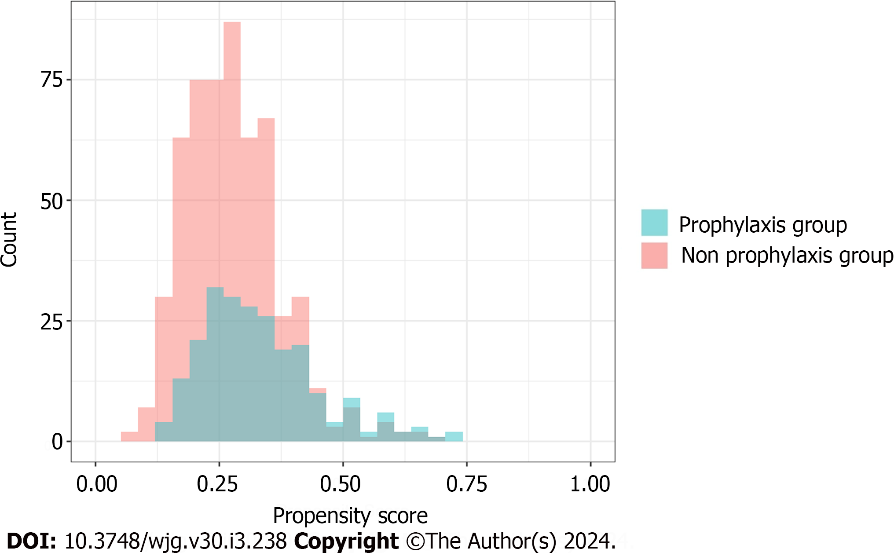 75
50
25
0
Count
0.00 0.25 0.50 0.75 1.00
Propensity score
Prophylaxis group
Non prophylaxis group
DOI: 10.3748/wjg.v30.i3.238 Copyright ©The Author(s) 2024.